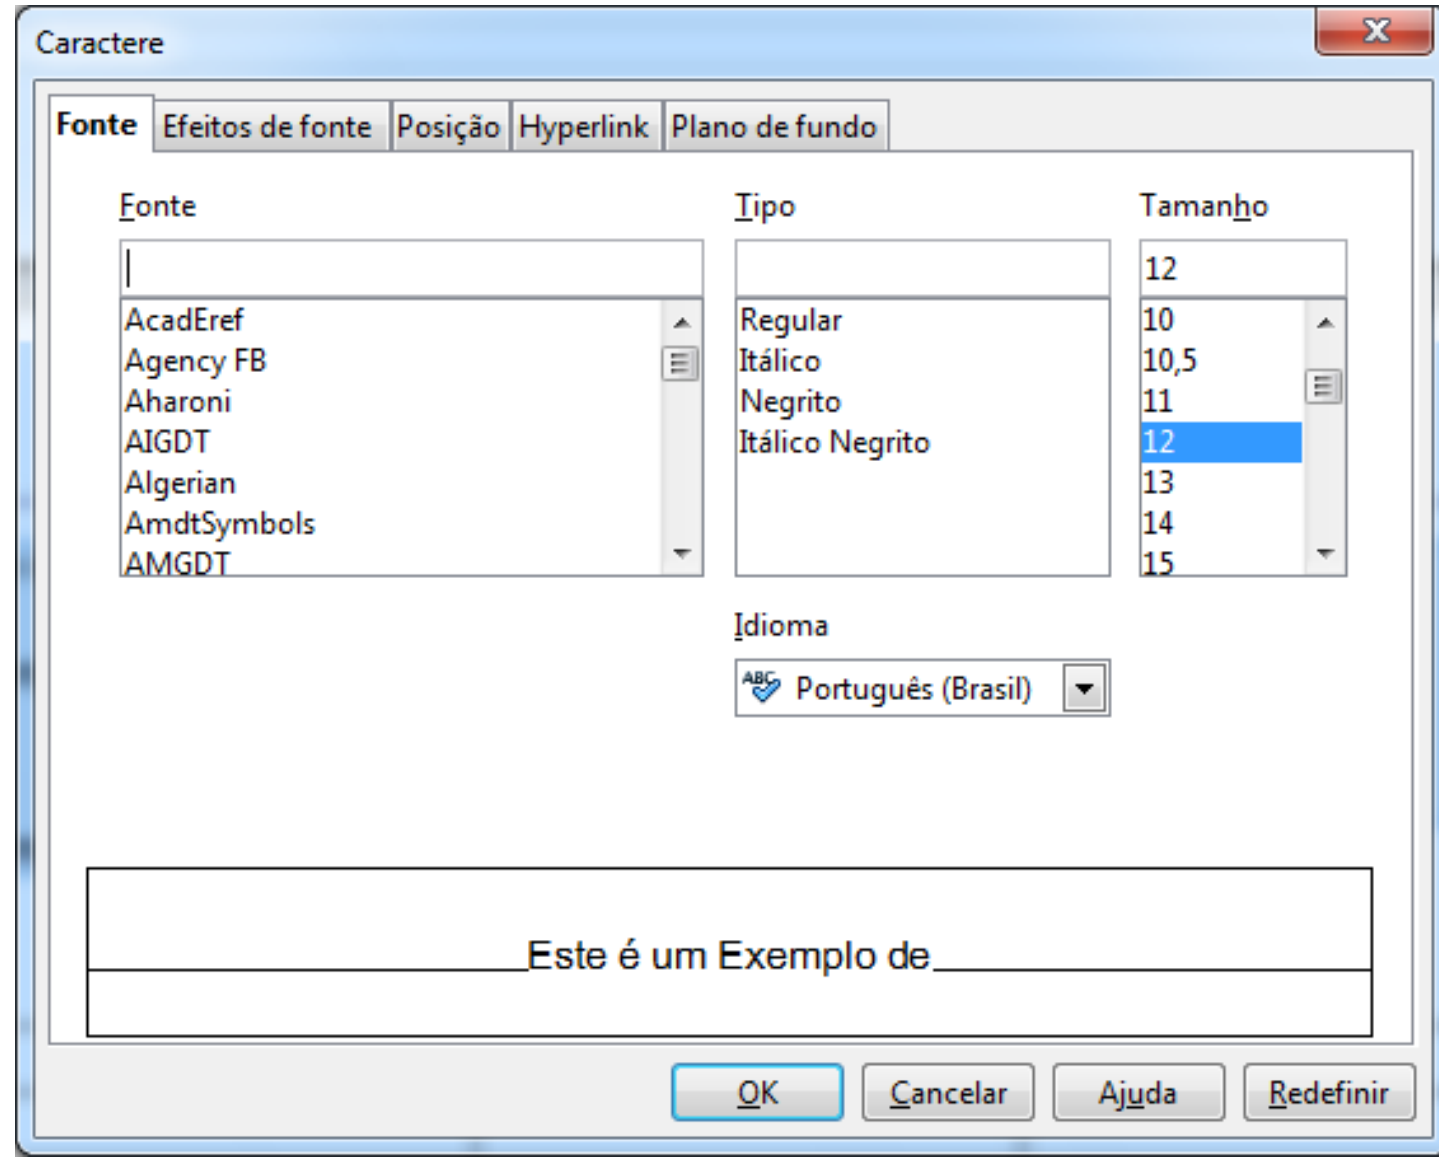 Caractere
Fonte Efeitos de fonte Posição Hyperlink Plano de fundo
Fonte Tipo Tamanho
12
AcadEref Regular 10
Agency FB Itálico 10,5
Aharoni Negrito 11
AIGDT Itálico Negrito 12
Algerian 13
AmdtSymbols 14
AMGDT 15
Idioma
ABC Português (Brasil)
Este é um Exemplo de
OK Cancelar Ajuda Redefinir